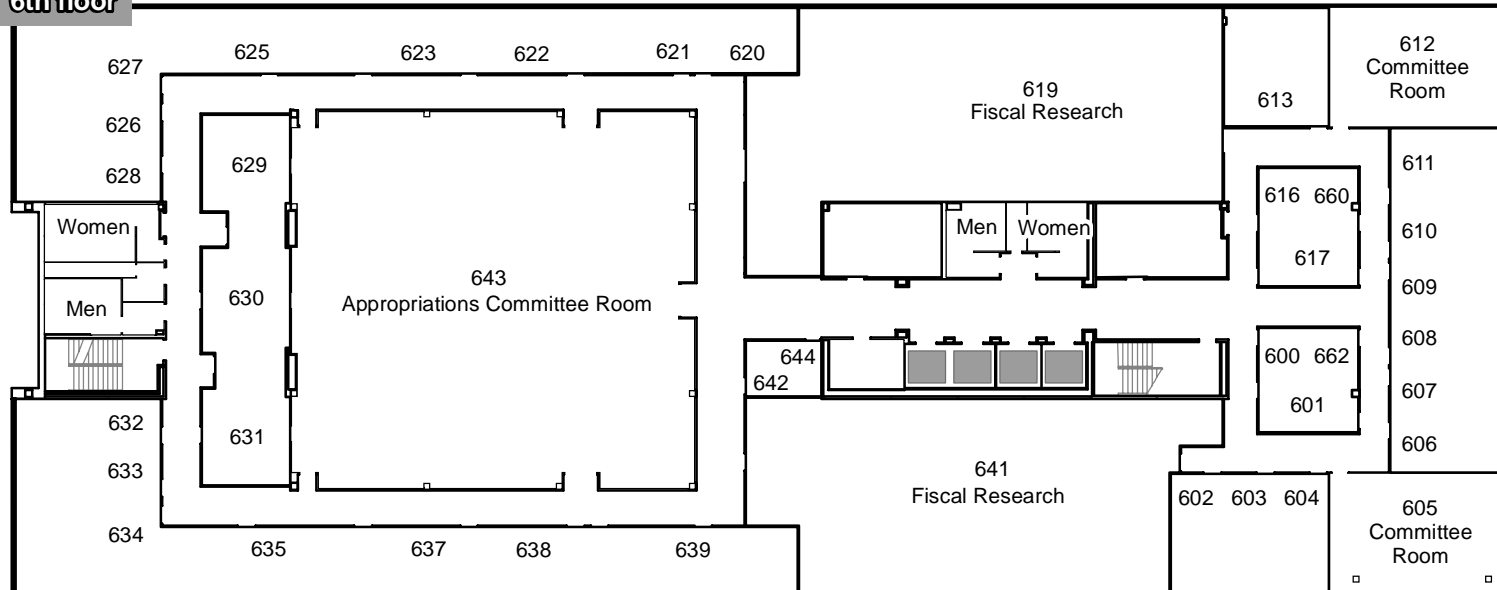 6th floor
627
625
623
622
621
620
619
Fiscal Research
613
612
Committee
Room
626
628
629
611
616 660
610
617
Women
Men
Women
643
Appropriations Committee Room
630
Men
609
608
644
642
600 662
601
607
606
632
633
631
634
635
637
638
639
641
Fiscal Research
602 603 604
605
Committee
Room